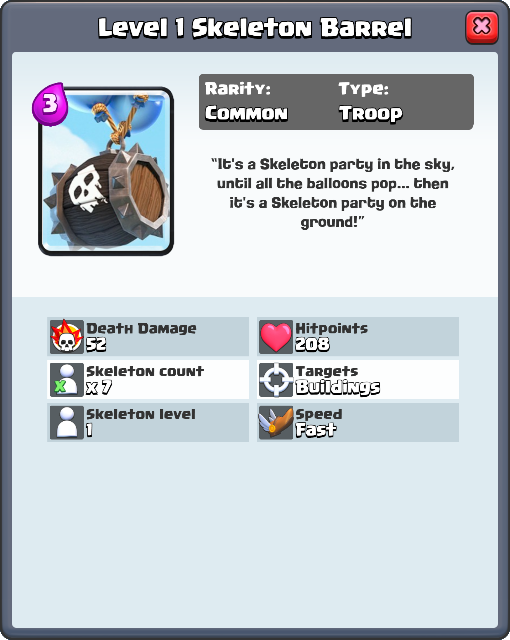 Level 1 Skeleton Barrel
3
Rarity: Type:
Common Troop
"It's a Skeleton party in the sky,
until all the balloons pop... then
it's a Skeleton party on the
ground!"
Death Damage
52
Hitpoints
208
Skeleton count
x 7
Targets
Buildings
Skeleton level
1
Speed
Fast